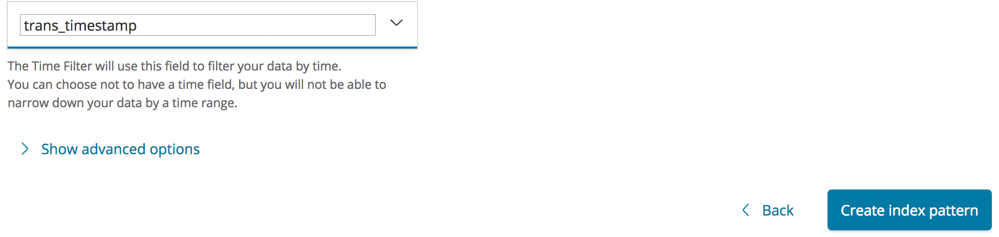 trans_timestamp
The Time Filter will use this field to filter your data by time.
You can choose not to have a time field, but you will not be able to
narrow down your data by a time range.
Show advanced options
Back
Create index pattern